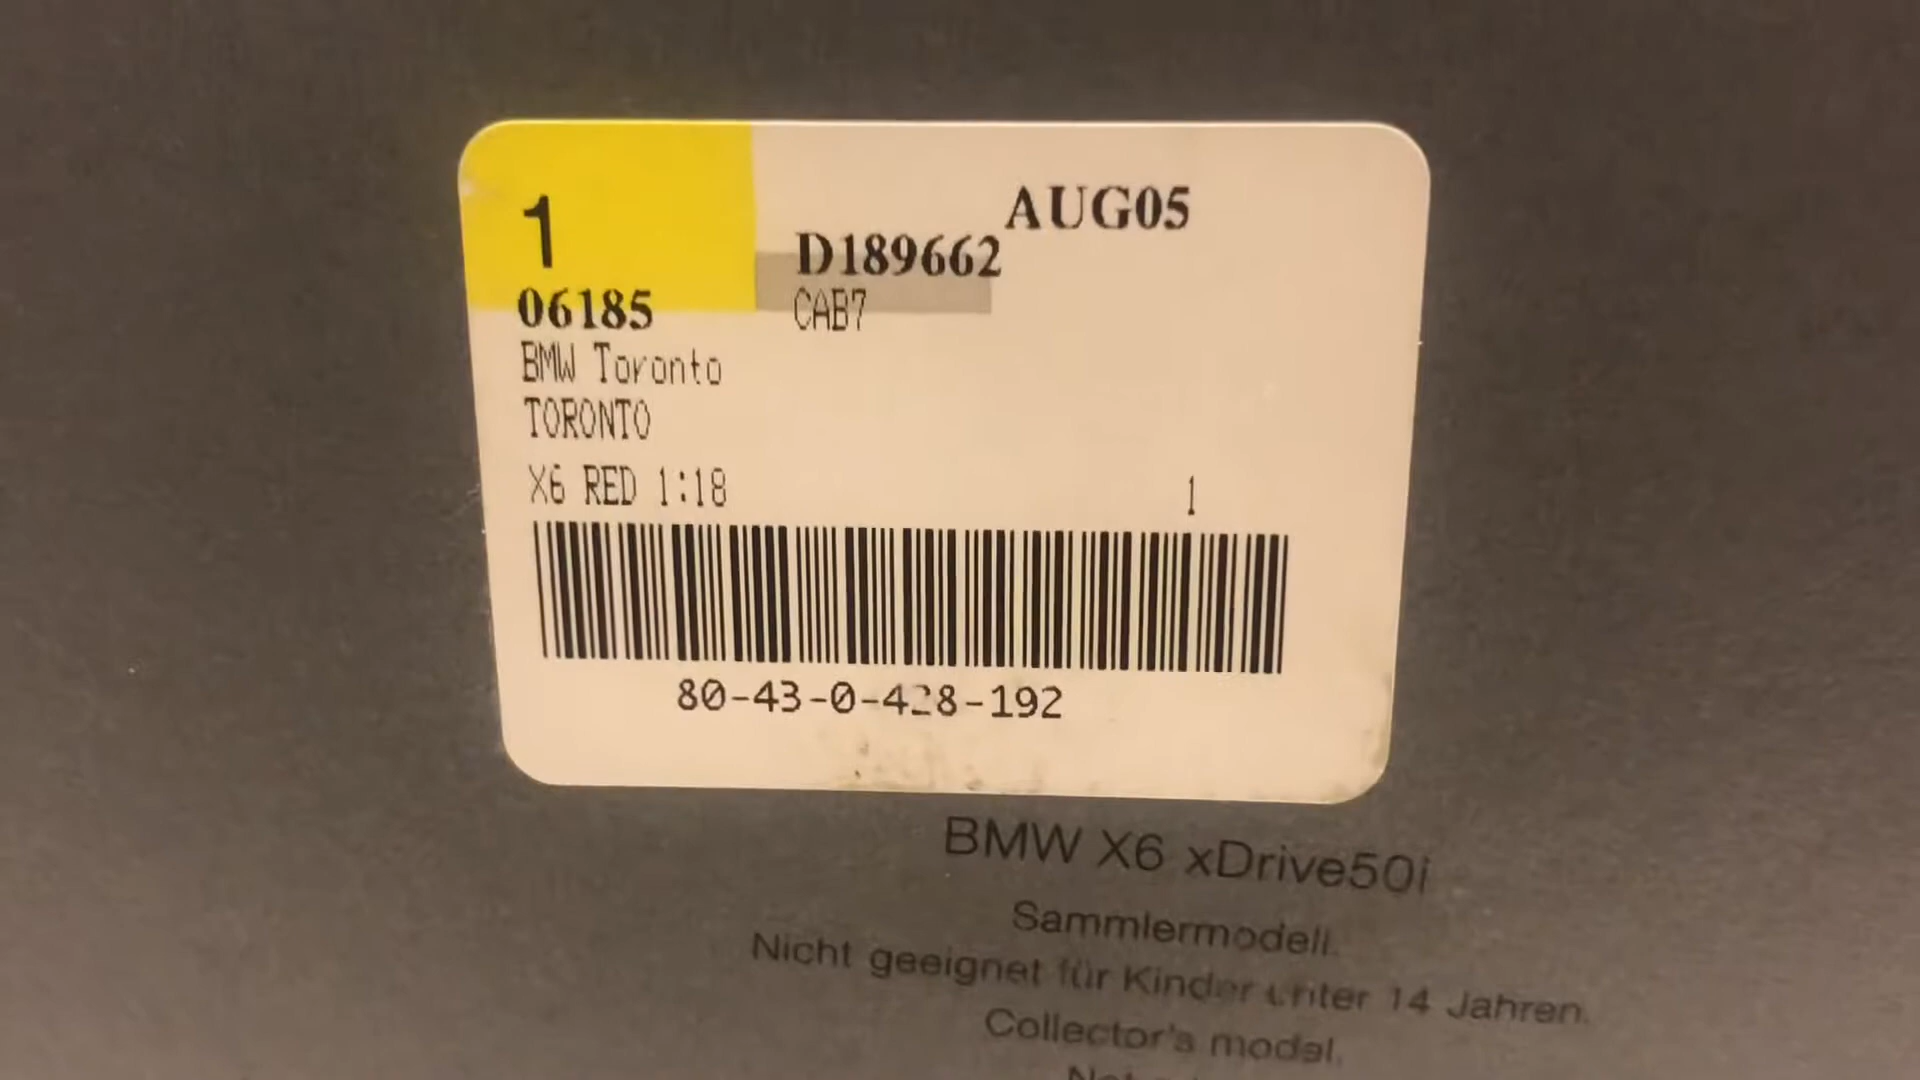 AUG05
1
D189662
06185
CAB7
BMW Toronto
TORONTO
X6 RED 1:18
1
80-43-0-428-192
BMW X6 xDrive50i
Sammlermodell.
Nicht geeignet für Kinder unter 14 Jahren.
Collector's model.